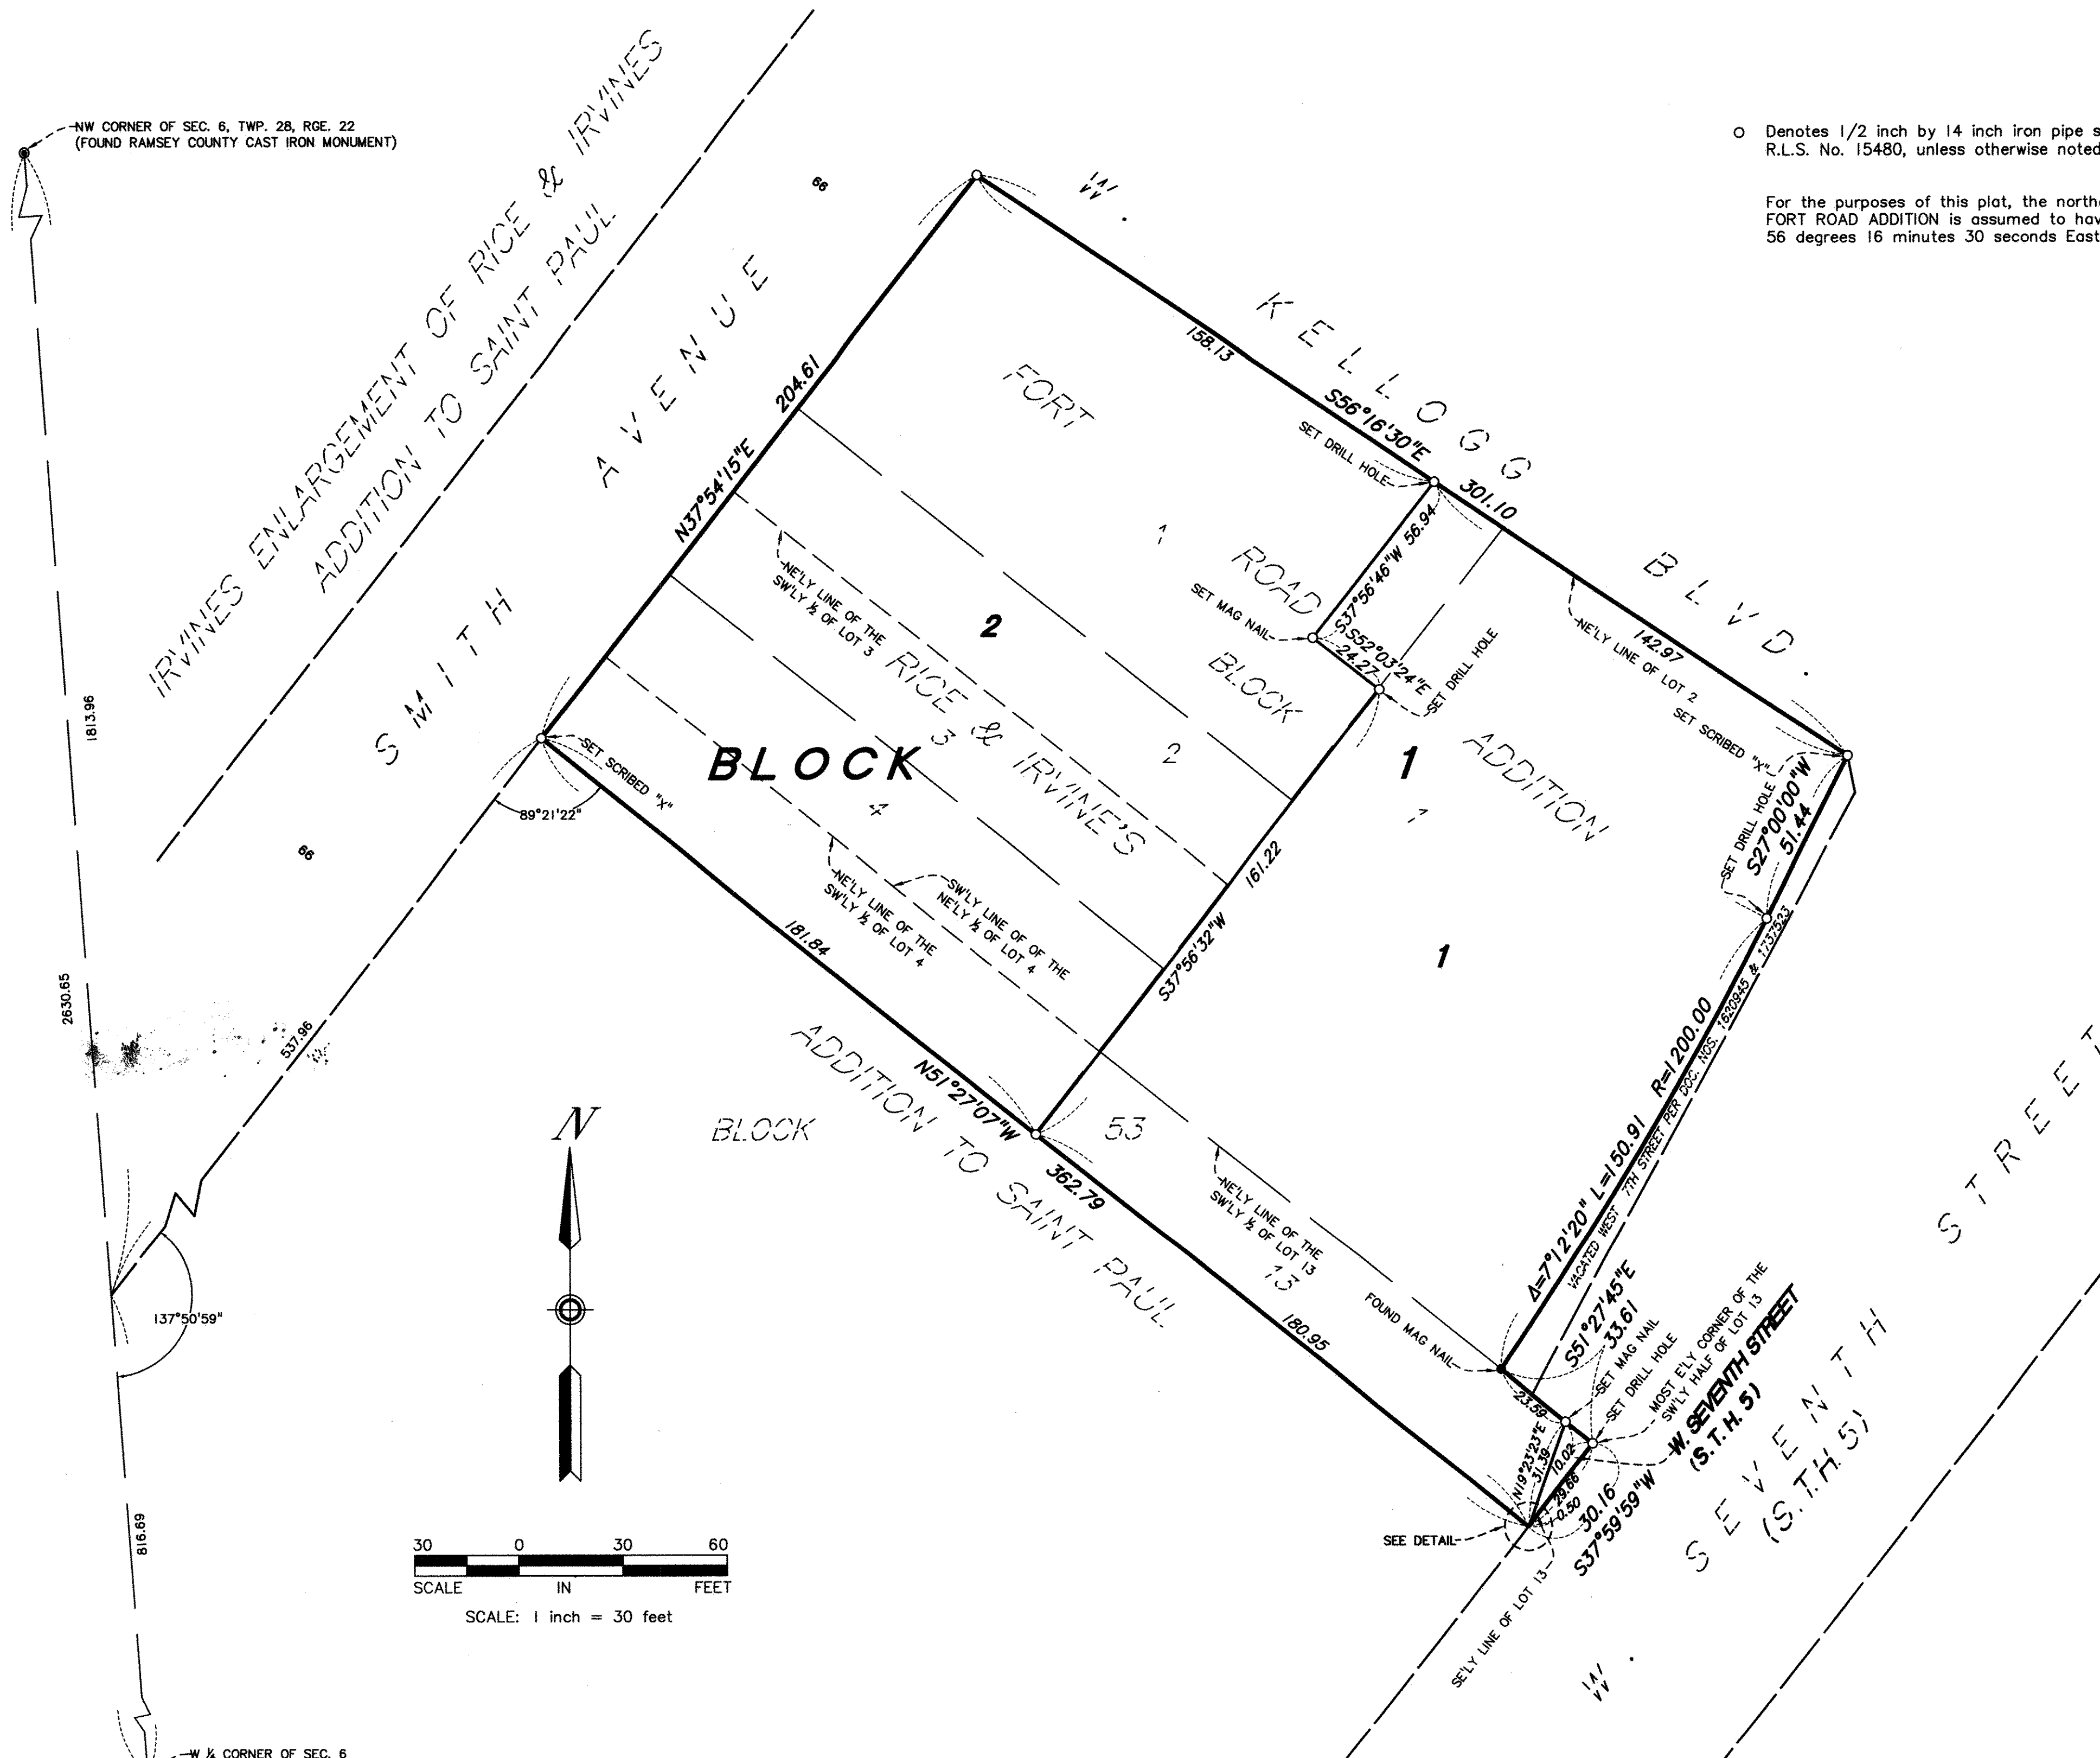 NW CORNER OF SEC. 6, TWP. 28, RGE. 22
(FOUND RAMSEY COUNTY CAST IRON MONUMENT)
IRVINES ENLARGEMENT OF RICE & IRVINES
ADDITION TO SAINT PAUL
66
W.
O Denotes 1/2 inch by 14 inch iron pipe s
R.L.S. No. 15480, unless otherwise noted
For the purposes of this plat, the north
FORT ROAD ADDITION is assumed to
56 degrees 16 minutes 30 seconds East
SMITH AVENUE
KELLOGG
BLVD.
158.13
S56°16'30"E
301.10
142.97
204.61
N37°54'15"E
FORT
ROAD
ADDITION
BLOCK
1
SET DRILL HOLE
S37°56'46"W 56.94
SET MAG NAIL
S52°03'24"E
24.27
SET DRILL HOLE
NE'LY LINE OF LOT 2
SET SCRIBED "X"
SET DRILL HOLE
S27°00'00"W
51.44
1
2
NE'LY LINE OF THE
SW'LY ½ OF LOT 3
RICE & IRVINE'S
2
3
4
BLOCK
1
SET SCRIBED "X"
89°21'22"
66
1813.96
2630.65
537.96
816.69
137°50'59"
NE'LY LINE OF THE
SW'LY ½ OF LOT 4
SW'LY LINE OF OF THE
NE'LY ½ OF LOT 4
161.22
S37°56'32"W
1
181.84
N51°27'07"W
362.79
180.95
ADDITION TO SAINT PAUL
BLOCK
53
NE'LY LINE OF THE
SW'LY ½ OF LOT 13
13
Δ=7°12'20" L=150.91 R=1200.00
VACATED WEST 7TH STREET PER DOC. NOS. 1620945 & 1737523
FOUND MAG NAIL
S51°27'45"E
33.61
SET MAG NAIL
SET DRILL HOLE
MOST E'LY CORNER OF THE
SW'LY HALF OF LOT 13
W. SEVENTH STREET
(S.T.H. 5)
23.59
10.02
N19°23'23"E
31.39
29.66
0.50
30.16
S37°59'59"W
SEE DETAIL
SE'LY LINE OF LOT 13
W. SEVENTH STREET
(S.T.H. 5)
N
30 0 30 60
SCALE IN FEET
SCALE: 1 inch = 30 feet
W ¼ CORNER OF SEC. 6